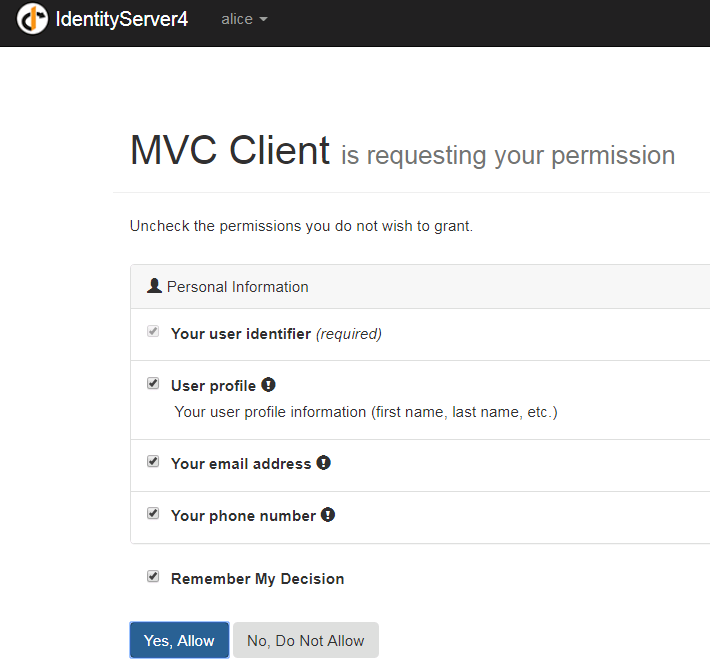 IdentityServer4 alice
MVC Client is requesting your permission
Uncheck the permissions you do not wish to grant.
Personal Information
Your user identifier (required)
User profile
Your user profile information (first name, last name, etc.)
Your email address
Your phone number
Remember My Decision
Yes, Allow No, Do Not Allow